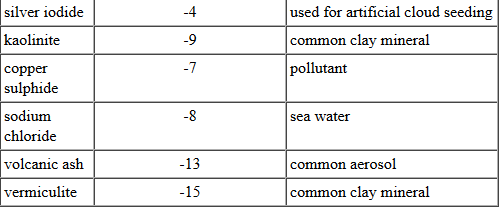 silver iodide -4 used for artificial cloud seeding
kaolinite -9 common clay mineral
copper -7 pollutant
sulphide
sodium -8 sea water
chloride
volcanic ash -13 common aerosol
vermiculite -15 common clay mineral